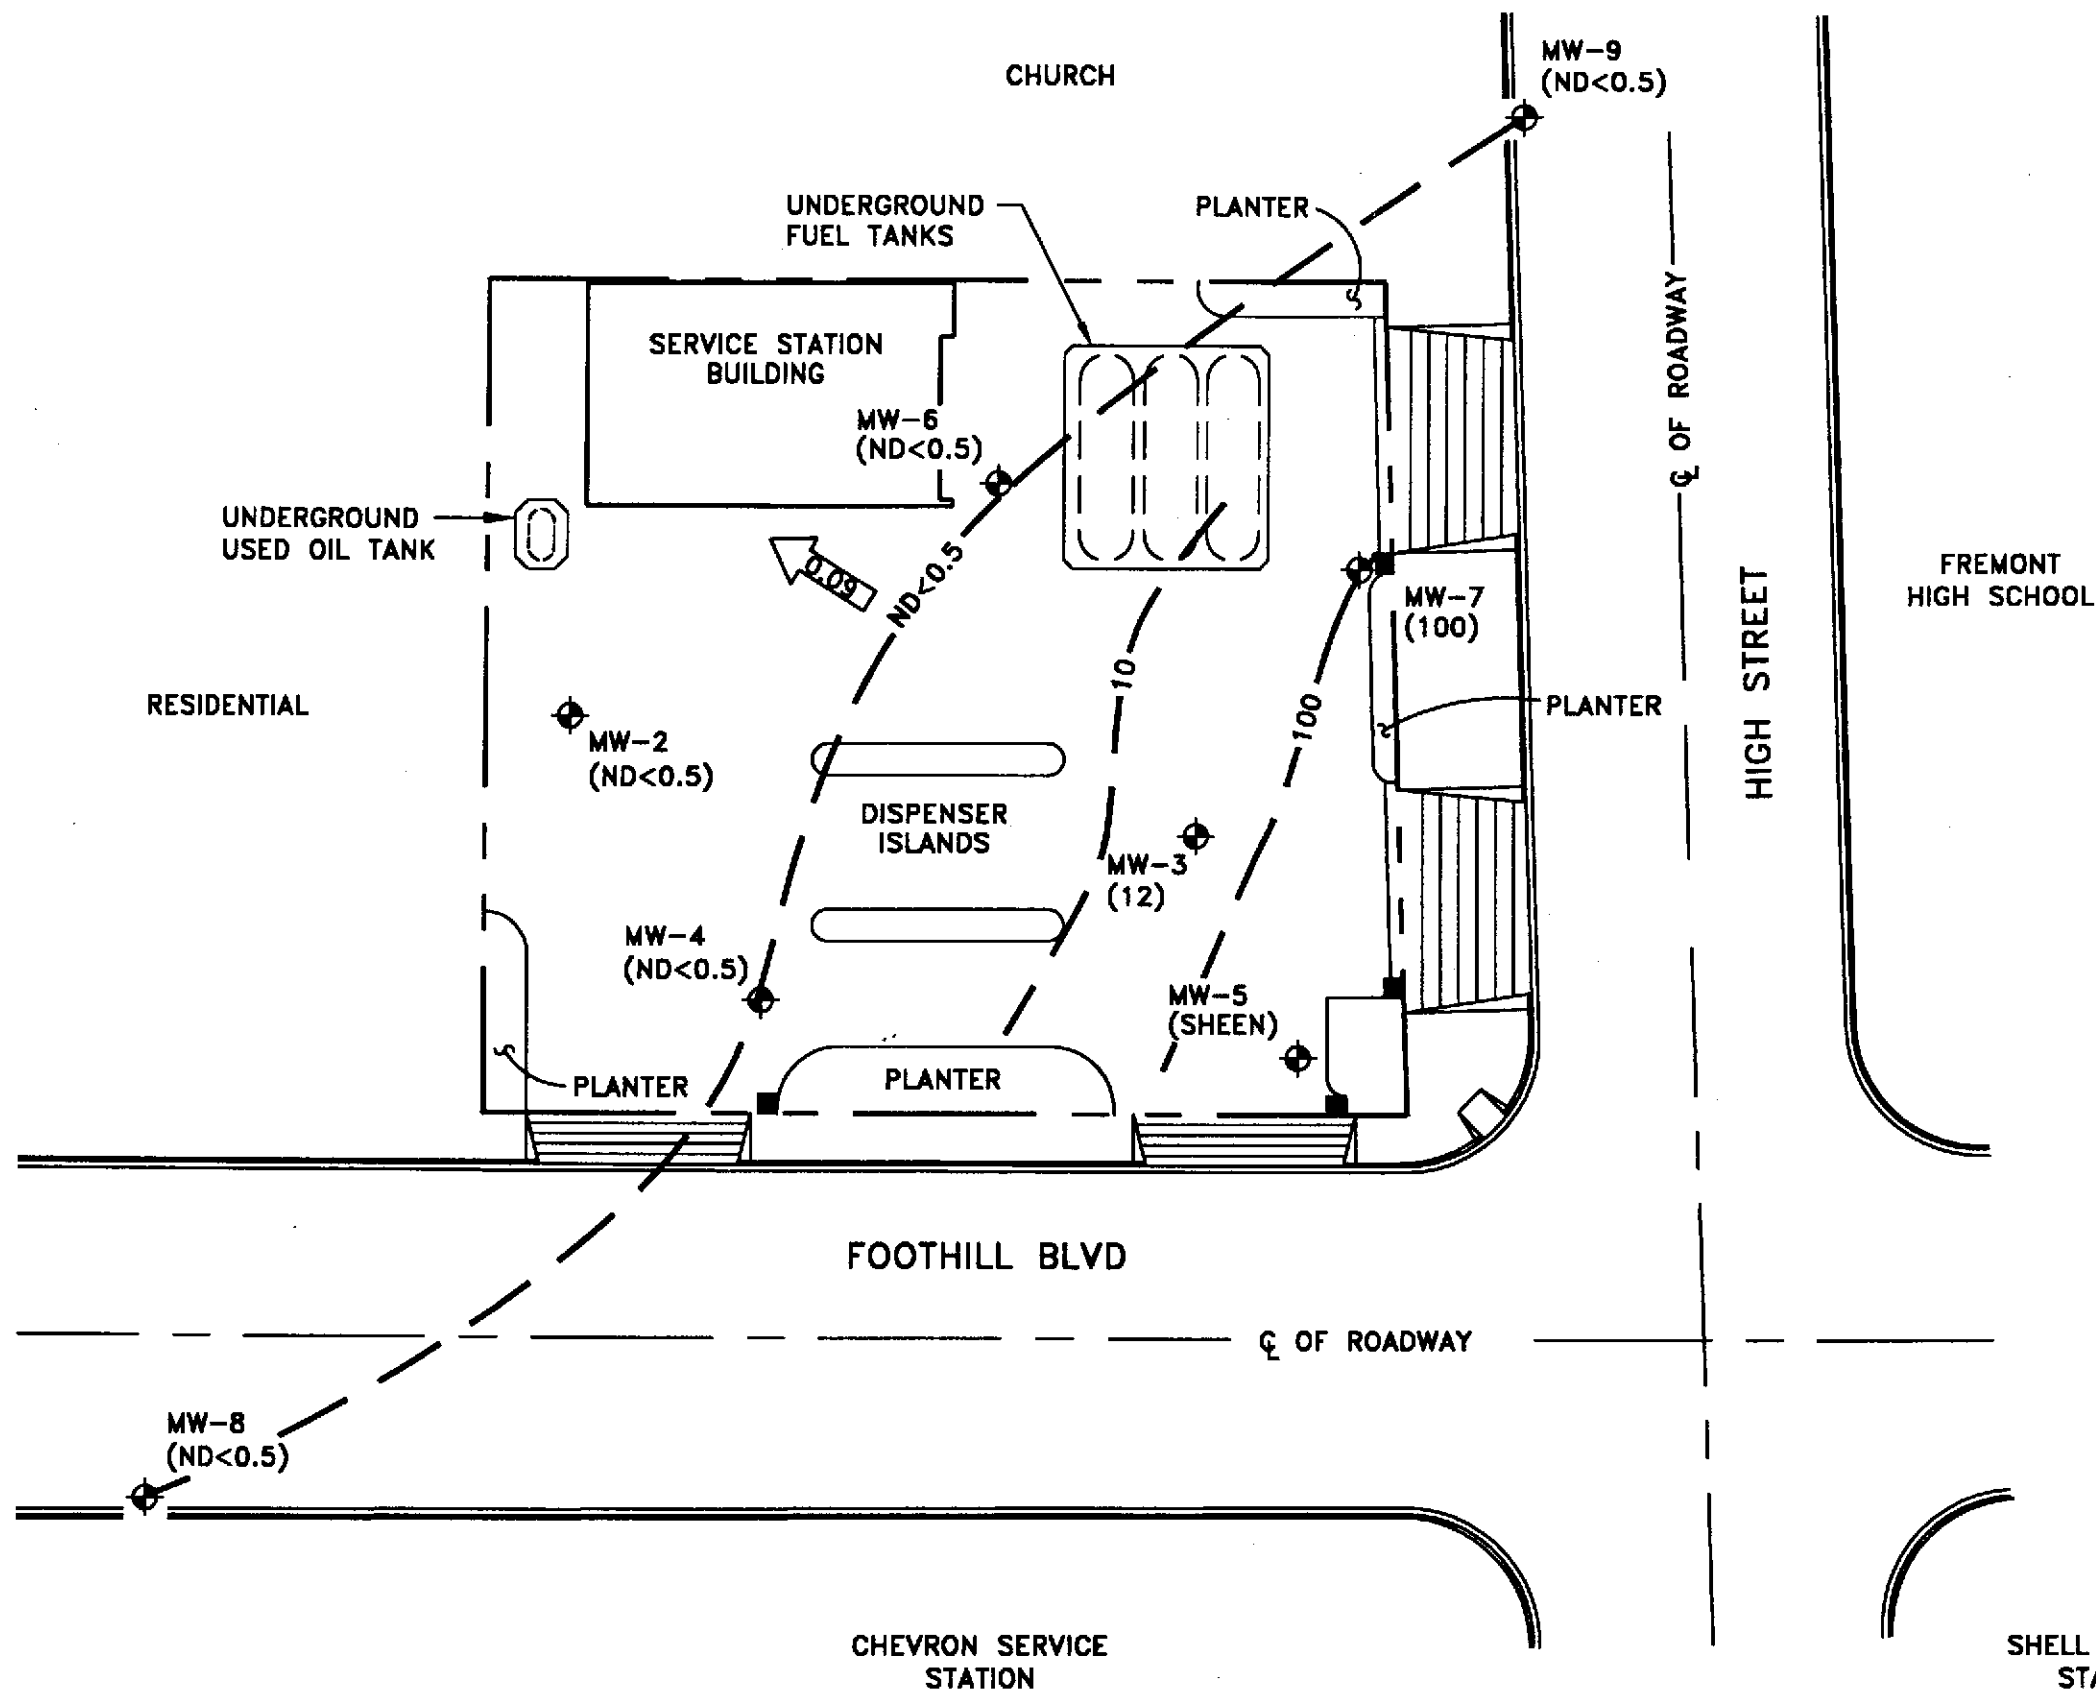 MW-9
(ND<0.5)
CHURCH
UNDERGROUND
FUEL TANKS
PLANTER
SERVICE STATION
BUILDING
℄ OF ROADWAY
MW-6
(ND<0.5)
UNDERGROUND
USED OIL TANK
0.09
ND<0.5
FREMONT
HIGH SCHOOL
MW-7
(100)
HIGH STREET
10
100
RESIDENTIAL
PLANTER
MW-2
(ND<0.5)
DISPENSER
ISLANDS
MW-3
(12)
MW-4
(ND<0.5)
MW-5
(SHEEN)
PLANTER
PLANTER
FOOTHILL BLVD
℄ OF ROADWAY
MW-8
(ND<0.5)
CHEVRON SERVICE
STATION
SHELL
STA